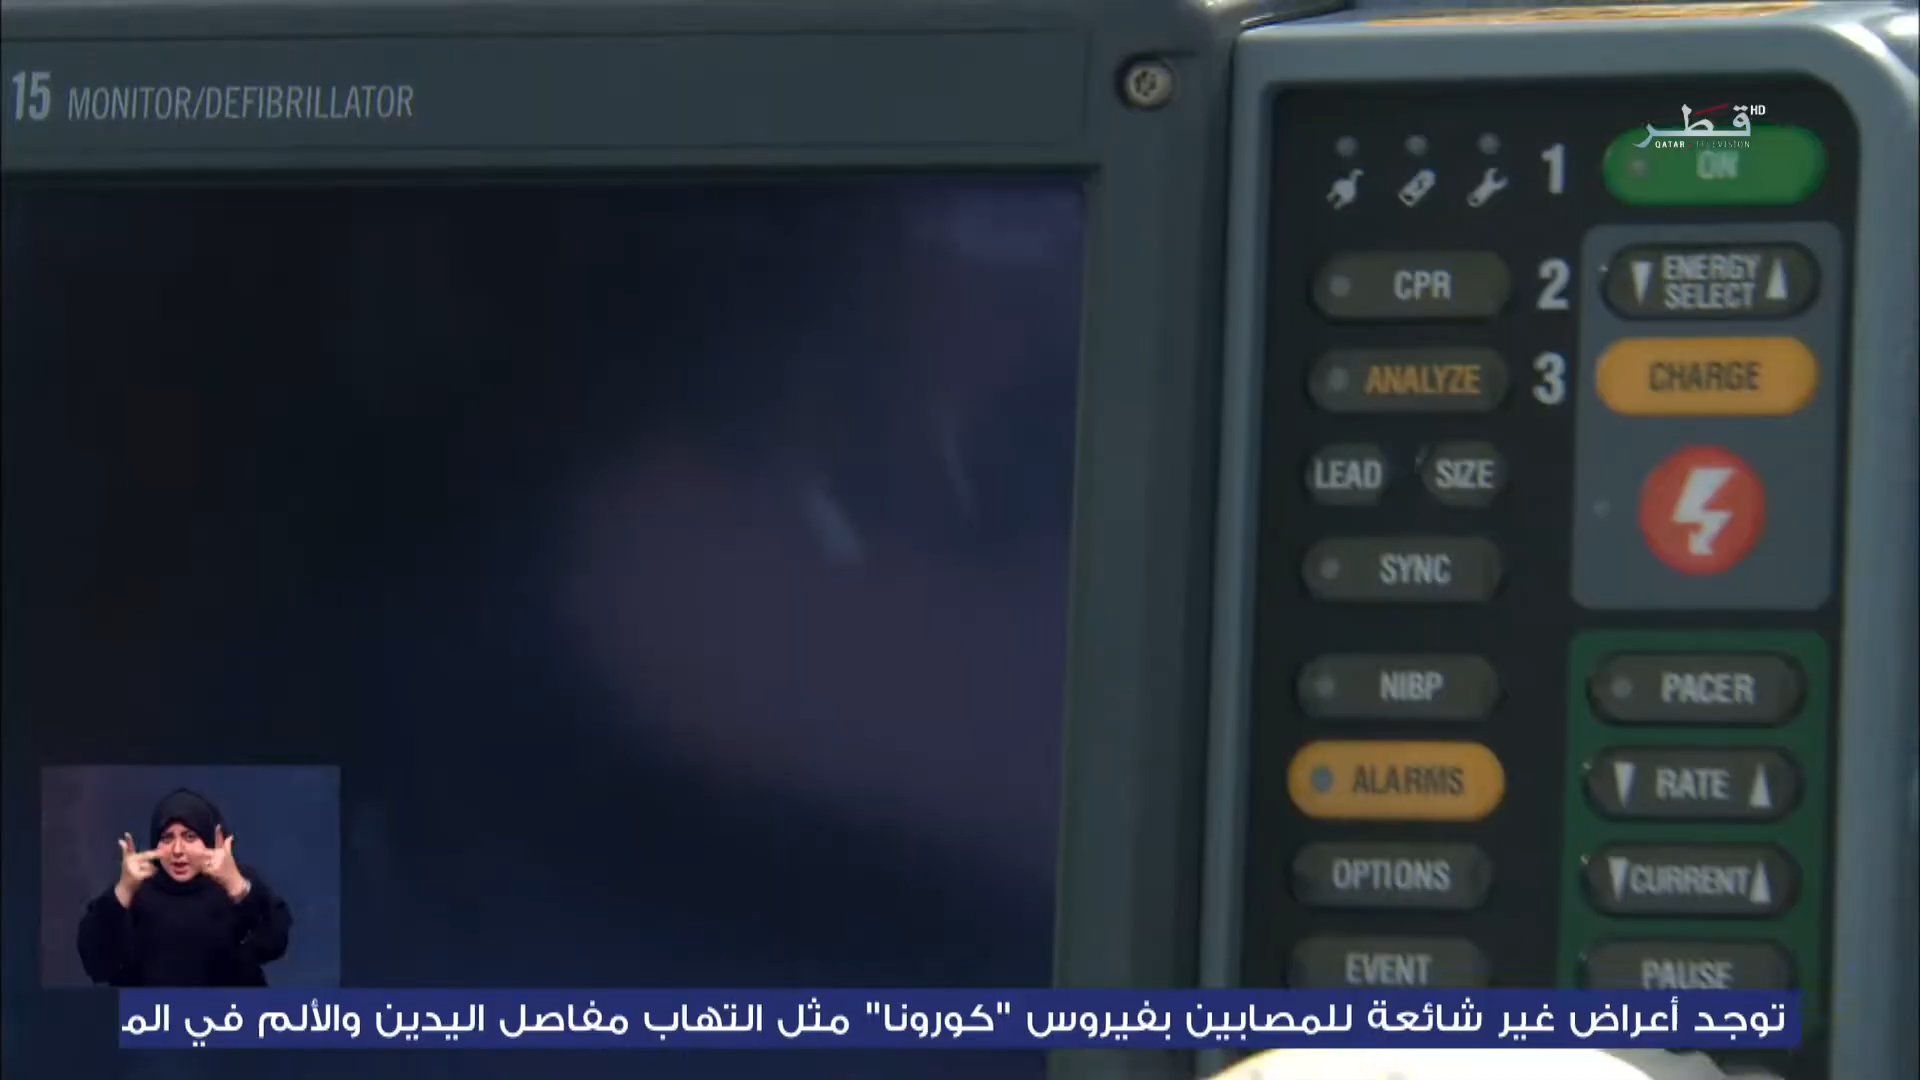 15 MONITOR/DEFIBRILLATOR
قطر HD
QATAR TELEVISION
1 ON
CPR 2 ENERGY SELECT
ANALYZE 3 CHARGE
LEAD SIZE
SYNC
NIBP PACER
ALARMS RATE
OPTIONS CURRENT
EVENT PAUSE
توجد أعراض غير شائعة للمصابين بفيروس "كورونا" مثل التهاب مفاصل اليدين والألم في